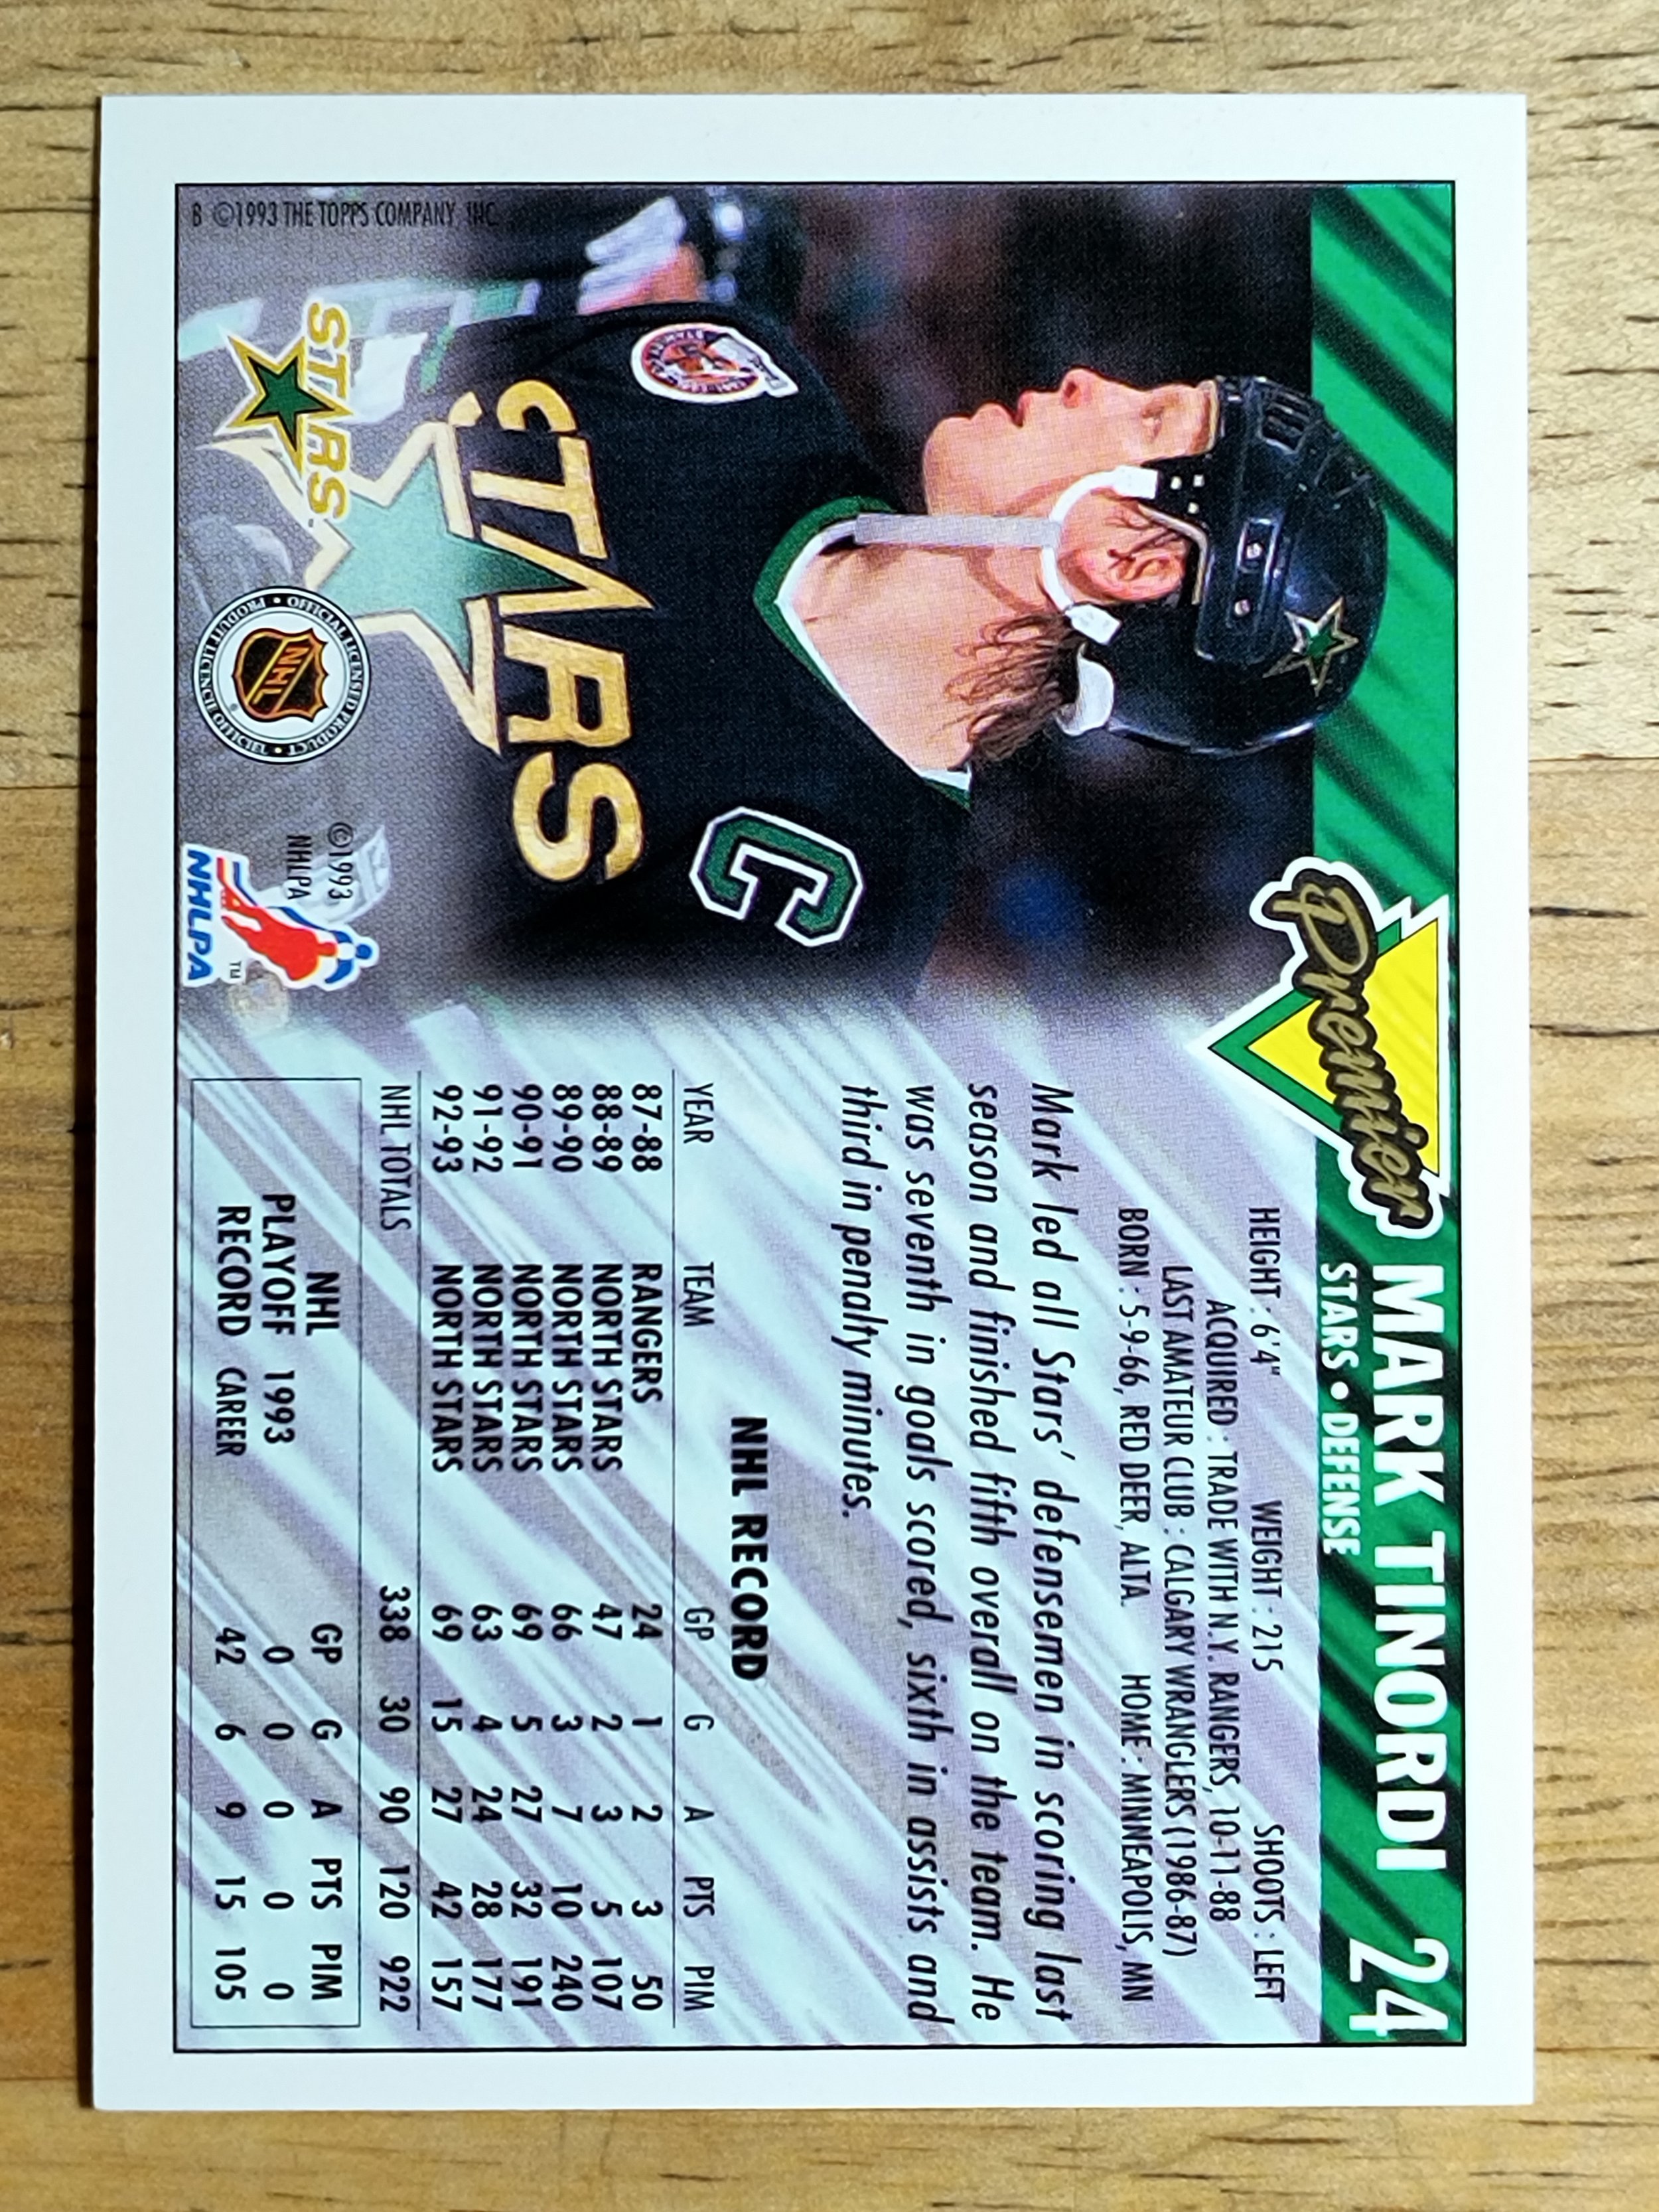 Premier
MARK TINORDI 24
STARS • DEFENSE
HEIGHT : 6'4" WEIGHT : 215 SHOOTS : LEFT
ACQUIRED : TRADE WITH N.Y. RANGERS, 10-11-88
LAST AMATEUR CLUB : CALGARY WRANGLERS (1986-87)
BORN : 5-9-66, RED DEER, ALTA. HOME : MINNEAPOLIS, MN
Mark led all Stars' defensemen in scoring last
season and finished fifth overall on the team. He
was seventh in goals scored, sixth in assists and
third in penalty minutes.
NHL RECORD
YEAR TEAM GP G A PTS PIM
87-88 RANGERS 24 1 2 3 50
88-89 NORTH STARS 47 2 3 5 107
89-90 NORTH STARS 66 3 7 10 240
90-91 NORTH STARS 69 5 27 32 191
91-92 NORTH STARS 63 4 24 28 177
92-93 NORTH STARS 69 15 27 42 157
NHL TOTALS 338 30 90 120 922
NHL GP G A PTS PIM
PLAYOFF 1993 0 0 0 0 0
RECORD CAREER 42 6 9 15 105
C
STARS
STARS
OFFICIAL LICENSED PRODUCT •
PRODUIT LICENCIÉ OFFICIEL •
NHL ®
©1993
NHLPA
NHLPA ™
B ©1993 THE TOPPS COMPANY, INC.